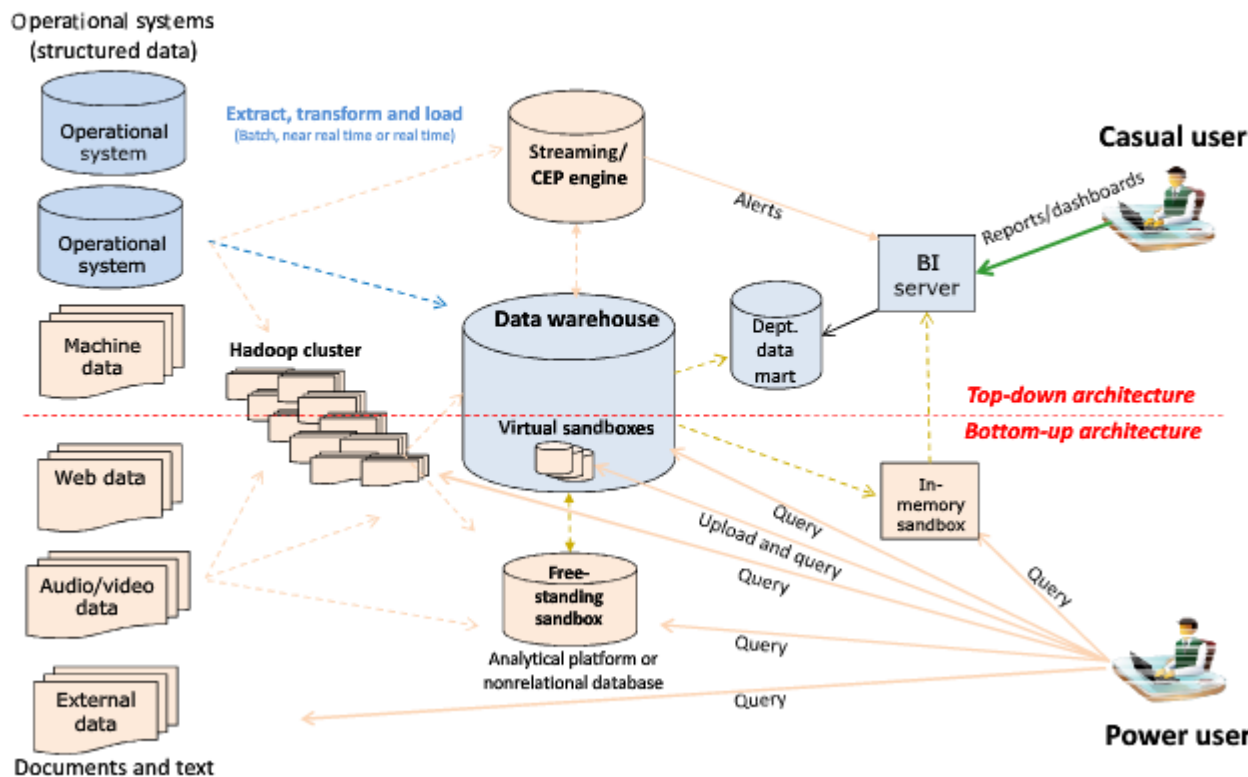 Operational systems
(structured data)
Operational
system
Operational
system
Machine
data
Web data
Audio/video
data
External
data
Documents and text
Extract, transform and load
(Batch, near real time or real time)
Streaming/
CEP engine
Alerts
Casual user
Reports/dashboards
BI
server
Dept.
data
mart
Data warehouse
Hadoop cluster
Virtual sandboxes
Top-down architecture
Bottom-up architecture
In-
memory
sandbox
Query
Upload and query
Query
Query
Query
Query
Free-
standing
sandbox
Analytical platform or
nonrelational database
Power user